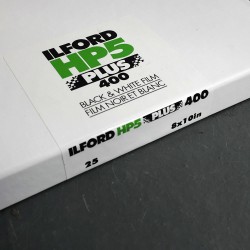 ILFORD
HP5
PLUS
400
BLACK & WHITE FILM
FILM NOIR ET BLANC
ILFORD HP5 PLUS 400
25 8x10in